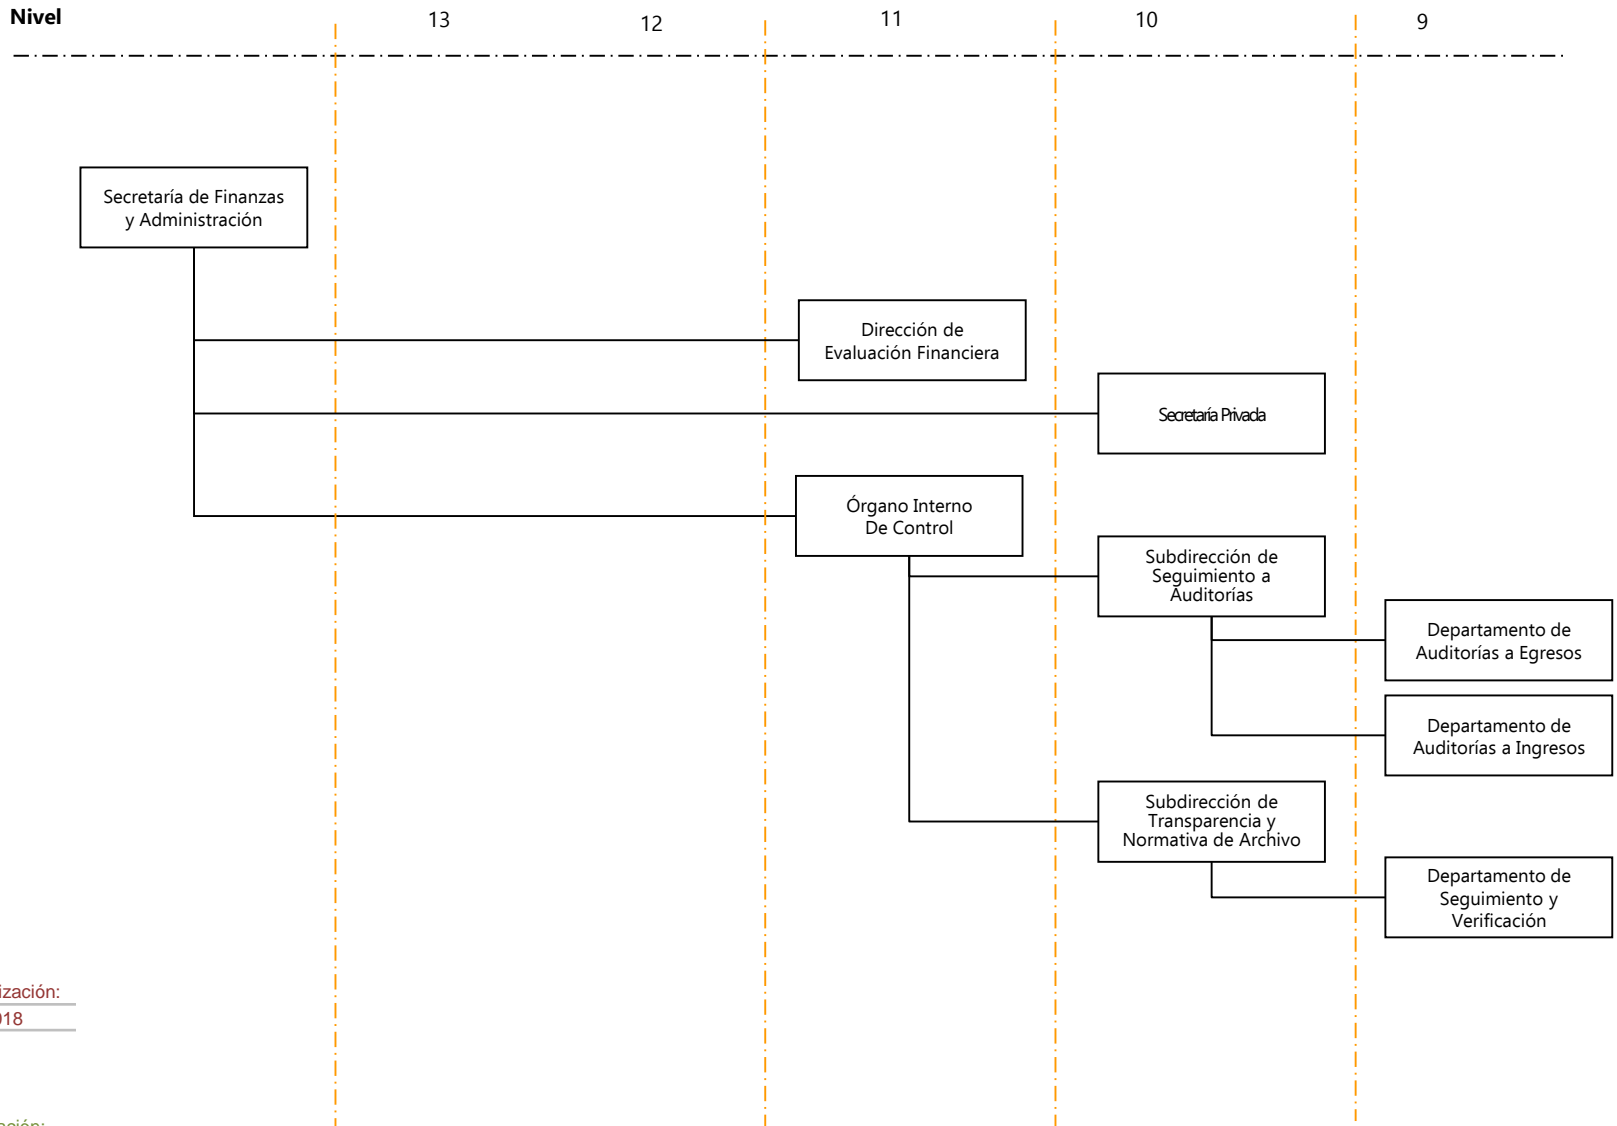 Nivel 13 12 11 10 9
Secretaría de Finanzas
y Administración
Dirección de
Evaluación Financiera
Secretaría Privada
Órgano Interno
De Control
Subdirección de
Seguimiento a
Auditorías
Departamento de
Auditorías a Egresos
Departamento de
Auditorías a Ingresos
Subdirección de
Transparencia y
Normativa de Archivo
Departamento de
Seguimiento y
Verificación
ización:
018